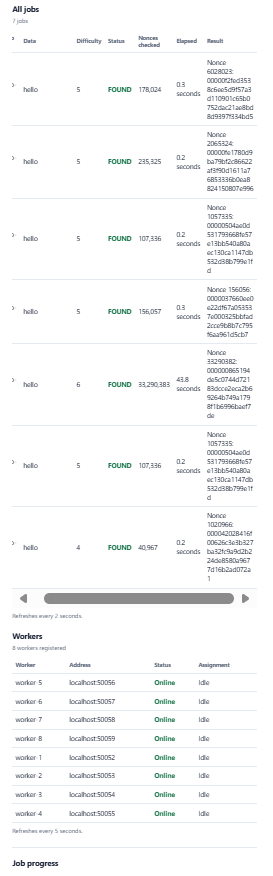 All jobs
7 jobs
Data Difficulty Status Nonces checked Elapsed Result
hello 5 FOUND 178,024 0.3 seconds Nonce
6028023:
00000f2fed353
8c6ee5d9f57a3
d110901c65b0
752dac21ae8bd
8d9397f334bd5
hello 5 FOUND 235,325 0.2 seconds Nonce
2065324:
00000fe1780d9
ba79bf2c86622
af3f90d1611a7
6853336b0ea8
824150807e996
hello 5 FOUND 107,336 0.2 seconds Nonce
1057335:
00000504ae0d
531793668fe57
e13bb540a80a
ec130ca1147db
532d38b799e1f
d
hello 5 FOUND 156,057 0.3 seconds Nonce 156056:
0000037660ee0
e22df67a05353
7e000325bbfad
2cce9b8b7c795
f6aa961d5cb7
hello 6 FOUND 33,290,383 43.8 seconds Nonce
33290382:
000000865194
de5c0744d721
83dcce2eca2b6
9264b749a179
8f1b6996baef7
de
hello 5 FOUND 107,336 0.2 seconds Nonce
1057335:
00000504ae0d
531793668fe57
e13bb540a80a
ec130ca1147db
532d38b799e1f
d
hello 4 FOUND 40,967 0.2 seconds Nonce
1020966:
000042028416f
00626c3e3b327
ba32fc9a9d2b2
24de8580a967
7d16b2ad072a
1
Refreshes every 2 seconds.
Workers
8 workers registered
Worker Address Status Assignment
worker-5 localhost:50056 Online Idle
worker-6 localhost:50057 Online Idle
worker-7 localhost:50058 Online Idle
worker-8 localhost:50059 Online Idle
worker-1 localhost:50052 Online Idle
worker-2 localhost:50053 Online Idle
worker-3 localhost:50054 Online Idle
worker-4 localhost:50055 Online Idle
Refreshes every 5 seconds.
Job progress